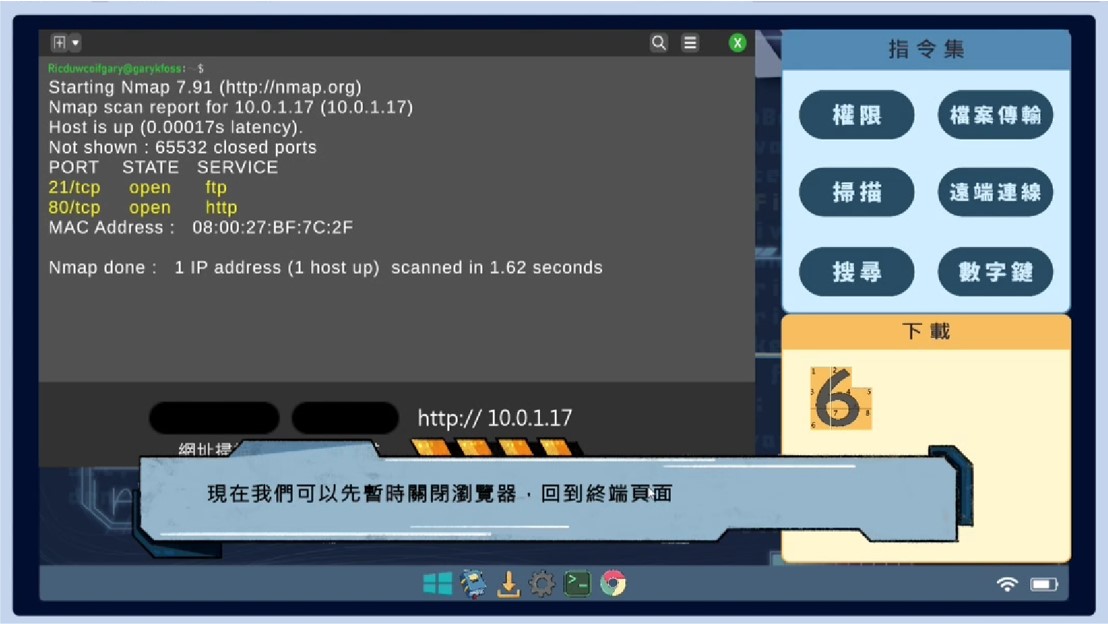 Ricduwcoifgary@garykfoss: ~ $
Starting Nmap 7.91 (http://nmap.org)
Nmap scan report for 10.0.1.17 (10.0.1.17)
Host is up (0.00017s latency).
Not shown : 65532 closed ports
PORT STATE SERVICE
21/tcp open ftp
80/tcp open http
MAC Address : 08:00:27:BF:7C:2F
Nmap done : 1 IP address (1 host up) scanned in 1.62 seconds
http:// 10.0.1.17
網址掃
現在我們可以先暫時關閉瀏覽器，回到終端頁面
指令集
權限
檔案傳輸
掃描
遠端連線
搜尋
數字鍵
下載
6